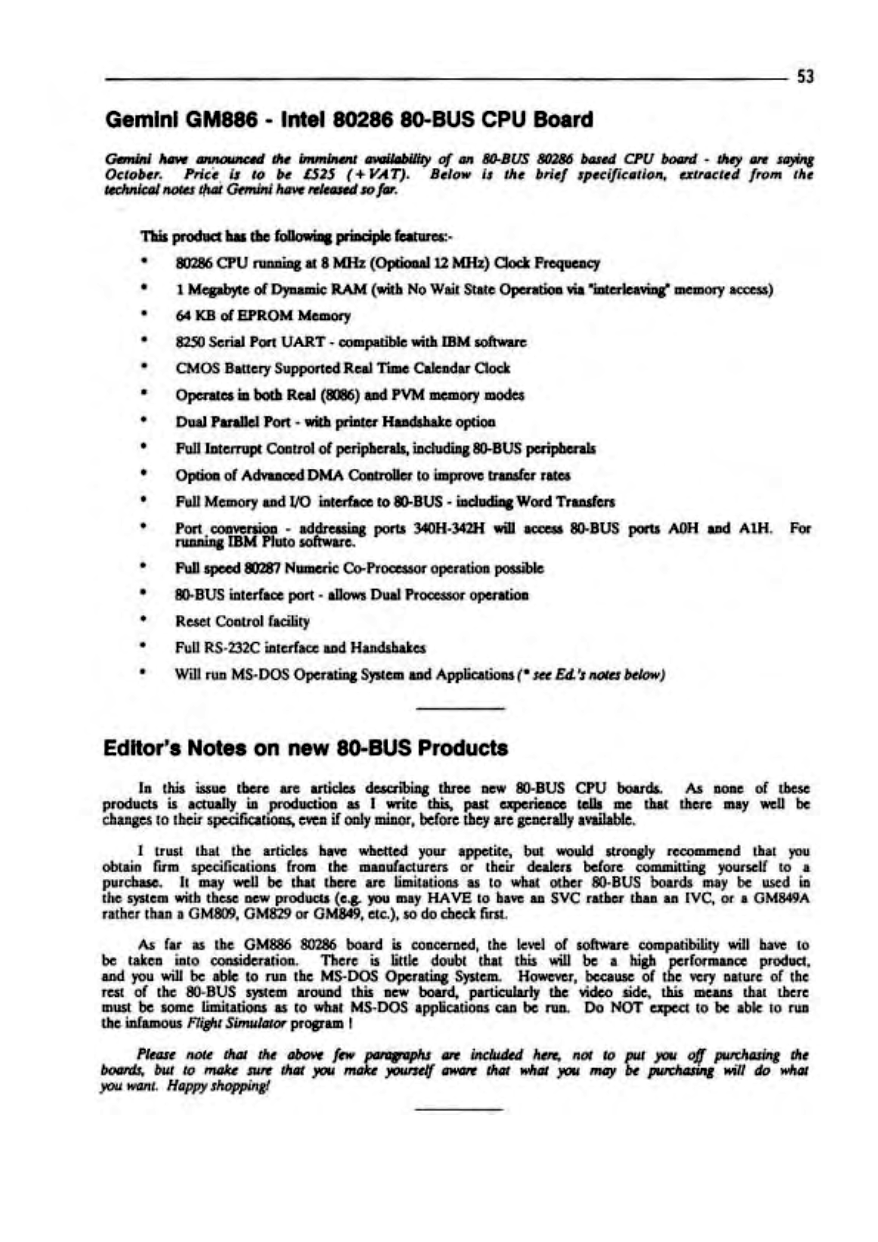 53
Gemini GM886 - Intel 80286 80-BUS CPU Board
Gemini have announced the imminent availability of an 80-BUS 80286 based CPU board - they are saying
October. Price is to be £525 (+VAT). Below is the brief specification, extracted from the
technical notes that Gemini have released so far.
This product has the following principle features:-
* 80286 CPU running at 8 MHz (Optional 12 MHz) Clock Frequency
* 1 Megabyte of Dynamic RAM (with No Wait State Operation via "interleaving" memory access)
* 64 KB of EPROM Memory
* 8250 Serial Port UART - compatible with IBM software
* CMOS Battery Supported Real Time Calendar Clock
* Operates in both Real (8086) and PVM memory modes
* Dual Parallel Port - with printer Handshake option
* Full Interrupt Control of peripherals, including 80-BUS peripherals
* Option of Advanced DMA Controller to improve transfer rates
* Full Memory and I/O interface to 80-BUS - including Word Transfers
* Port conversion - addressing ports 340H-342H will access 80-BUS ports A0H and A1H. For
running IBM Pluto software.
* Full speed 80287 Numeric Co-Processor operation possible
* 80-BUS interface port - allows Dual Processor operation
* Reset Control facility
* Full RS-232C interface and Handshakes
* Will run MS-DOS Operating System and Applications (* see Ed.'s notes below)
Editor's Notes on new 80-BUS Products
In this issue there are articles describing three new 80-BUS CPU boards. As none of these
products is actually in production as I write this, past experience tells me that there may well be
changes to their specifications, even if only minor, before they are generally available.
I trust that the articles have whetted your appetite, but would strongly recommend that you
obtain firm specifications from the manufacturers or their dealers before committing yourself to a
purchase. It may well be that there are limitations as to what other 80-BUS boards may be used in
the system with these new products (e.g. you may HAVE to have an SVC rather than an IVC, or a GM849A
rather than a GM809, GM829 or GM849, etc.), so do check first.
As far as the GM886 80286 board is concerned, the level of software compatibility will have to
be taken into consideration. There is little doubt that this will be a high performance product,
and you will be able to run the MS-DOS Operating System. However, because of the very nature of the
rest of the 80-BUS system around this new board, particularly the video side, this means that there
must be some limitations as to what MS-DOS applications can be run. Do NOT expect to be able to run
the infamous Flight Simulator program !
Please note that the above few paragraphs are included here, not to put you off purchasing the
boards, but to make sure that you make yourself aware that what you may be purchasing will do what
you want. Happy shopping!